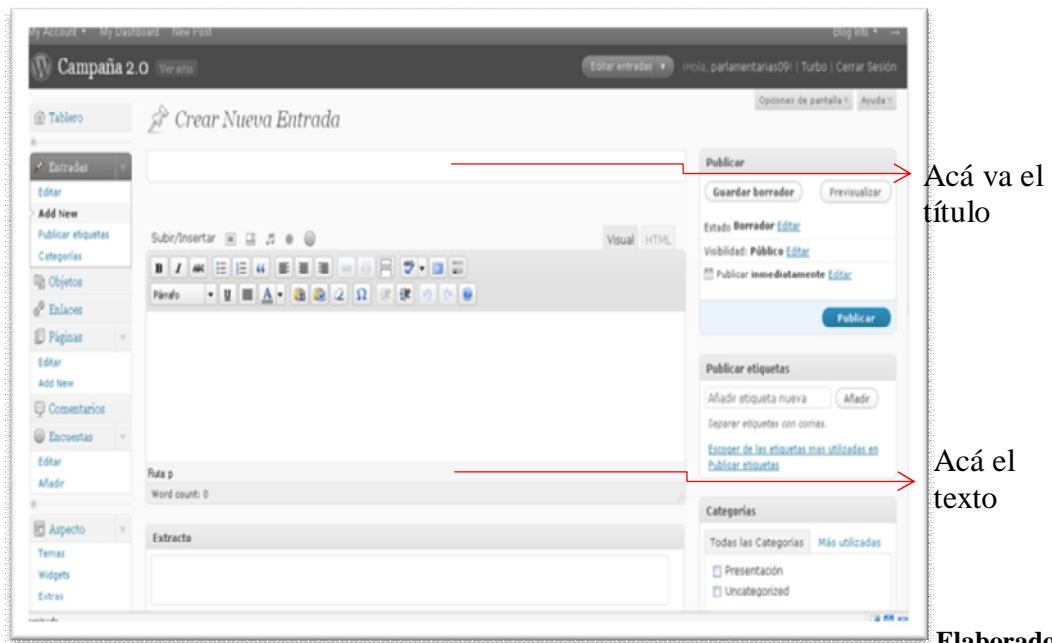 My Account My Dashboard New Post Blog Info
Campaña 2.0 Ver sitio Editar entradas ¡Hola, parlamentarias09! | Turbo | Cerrar Sesión
Opciones de pantalla Ayuda
Tablero
Crear Nueva Entrada
Entradas
Editar
Add New
Publicar etiquetas
Categorías
Objetos
Enlaces
Páginas
Editar
Add New
Comentarios
Encuestas
Editar
Añadir
Aspecto
Temas
Widgets
Extras
Subir/Insertar
Visual HTML
B I ABC
Párrafo U A Ω
Ruta: p
Word count: 0
Extracto
Publicar
Guardar borrador Previsualizar
Estado Borrador Editar
Visibilidad: Público Editar
Publicar inmediatamente Editar
Publicar
Publicar etiquetas
Añadir etiqueta nueva Añadir
Separar etiquetas con comas.
Escoger de las etiquetas mas utilizadas en
Publicar etiquetas
Categorías
Todas las Categorías Más utilizadas
Presentación
Uncategorized
Acá va el
título
Acá el
texto
Elaborado